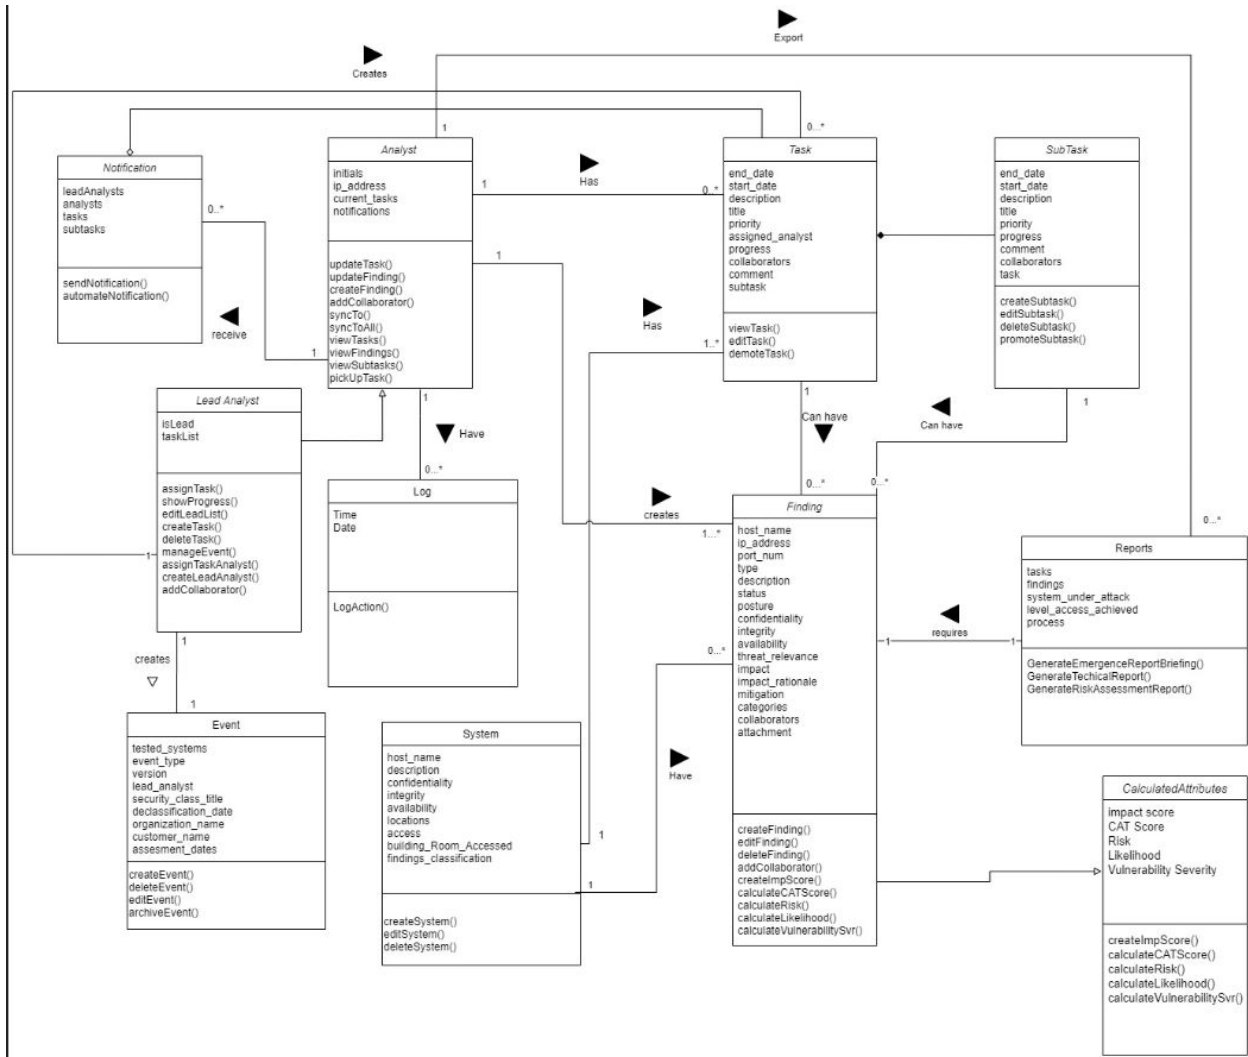 Export
Creates
1
0...*
Notification
leadAnalysts
analysts
tasks
subtasks
sendNotification()
automateNotification()
0...*
receive
1
Analyst
initials
ip_address
current_tasks
notifications
updateTask()
updateFinding()
createFinding()
addCollaborator()
syncTo()
syncToAll()
viewTasks()
viewFindings()
viewSubtasks()
pickUpTask()
1
Has
0..*
1
Task
end_date
start_date
description
title
priority
assigned_analyst
progress
collaborators
comment
subtask
viewTask()
editTask()
demoteTask()
Has
1..*
SubTask
end_date
start_date
description
title
priority
progress
comment
collaborators
task
createSubtask()
editSubtask()
deleteSubtask()
promoteSubtask()
1
Can have
0...*
1
Can have
0...*
Lead Analyst
isLead
taskList
assignTask()
showProgress()
editLeadList()
createTask()
deleteTask()
manageEvent()
assignTaskAnalyst()
createLeadAnalyst()
addCollaborator()
1
1
creates
1
1
Have
0...*
Log
Time
Date
LogAction()
creates
1...*
Finding
host_name
ip_address
port_num
type
description
status
posture
confidentiality
integrity
availability
threat_relevance
impact
impact_rationale
mitigation
categories
collaborators
attachment
createFinding()
editFinding()
deleteFinding()
addCollaborator()
createImpScore()
calculateCATScore()
calculateRisk()
calculateLikelihood()
calculateVulnerabilitySvr()
0...*
Reports
tasks
findings
system_under_attack
level_access_achieved
process
GenerateEmergenceReportBriefing()
GenerateTechicalReport()
GenerateRiskAssessmentReport()
requires
1
1
0...*
Have
1
1
Event
tested_systems
event_type
version
lead_analyst
security_class_title
declassification_date
organization_name
customer_name
assesment_dates
createEvent()
deleteEvent()
editEvent()
archiveEvent()
System
host_name
description
confidentiality
integrity
availability
locations
access
building_Room_Accessed
findings_classification
createSystem()
editSystem()
deleteSystem()
CalculatedAttributes
impact score
CAT Score
Risk
Likelihood
Vulnerability Severity
createImpScore()
calculateCATScore()
calculateRisk()
calculateLikelihood()
calculateVulnerabilitySvr()